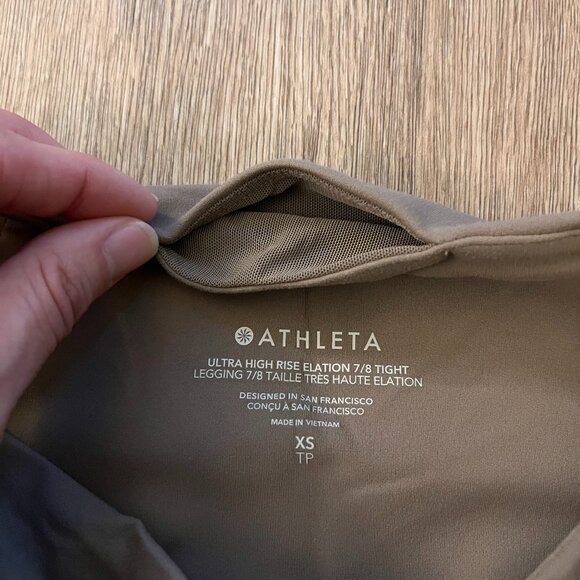 ATHLETA
ULTRA HIGH RISE ELATION 7/8 TIGHT
LEGGING 7/8 TAILLE TRÈS HAUTE ELATION
DESIGNED IN SAN FRANCISCO
CONÇU À SAN FRANCISCO
MADE IN VIETNAM
XS
TP